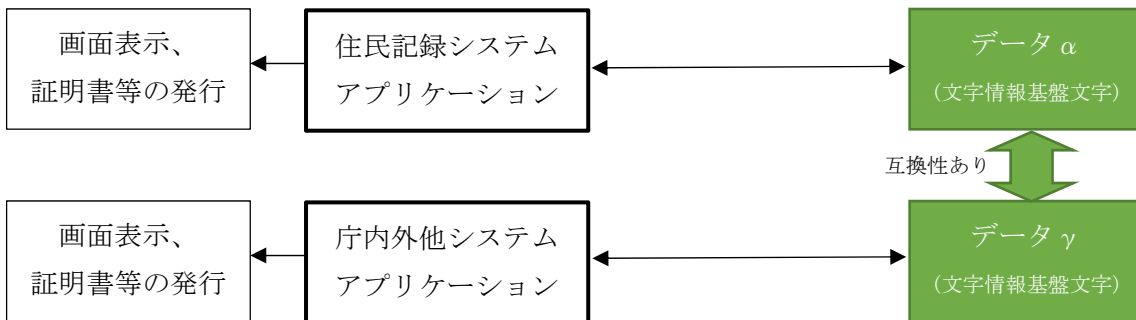 画面表示、
証明書等の発行
住民記録システム
アプリケーション
データ α
(文字情報基盤文字)
互換性あり
画面表示、
証明書等の発行
庁内外他システム
アプリケーション
データ γ
(文字情報基盤文字)